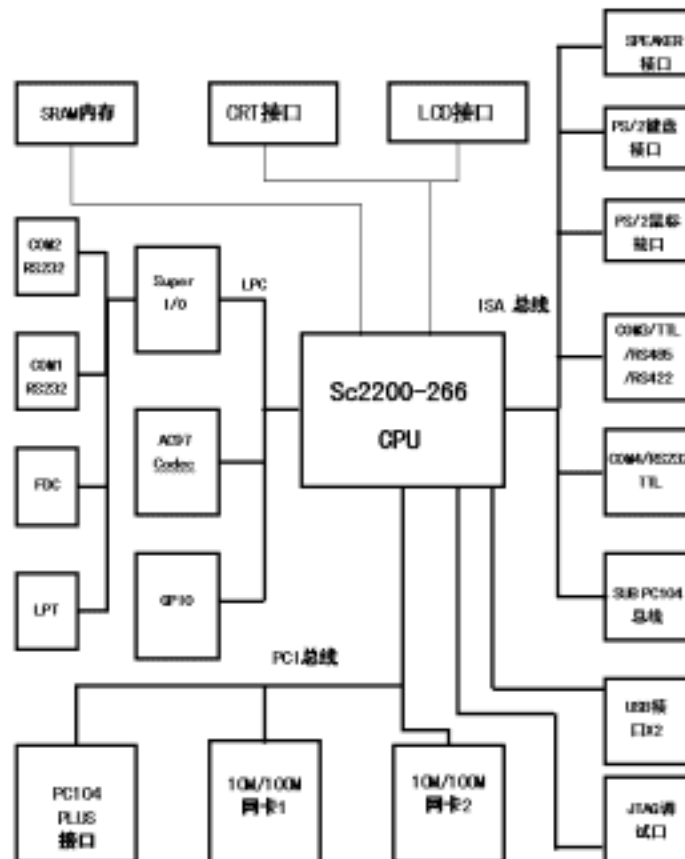 SPEAKER
接口
SRAM内存
CRT接口
LCD接口
PS/2键盘
接口
PS/2鼠标
接口
COM2
RS232
Super
I/O
LPC
ISA 总线
COM3/TTL
/RS485
/RS422
COM1
RS232
Sc2200-266
CPU
AC97
Codec
COM4/RS232
TTL
FDC
LPT
GPIO
SUB PC104
总线
PCI总线
USB接
口X2
PC104
PLUS
接口
10M/100M
网卡1
10M/100M
网卡2
JTAG调
试口